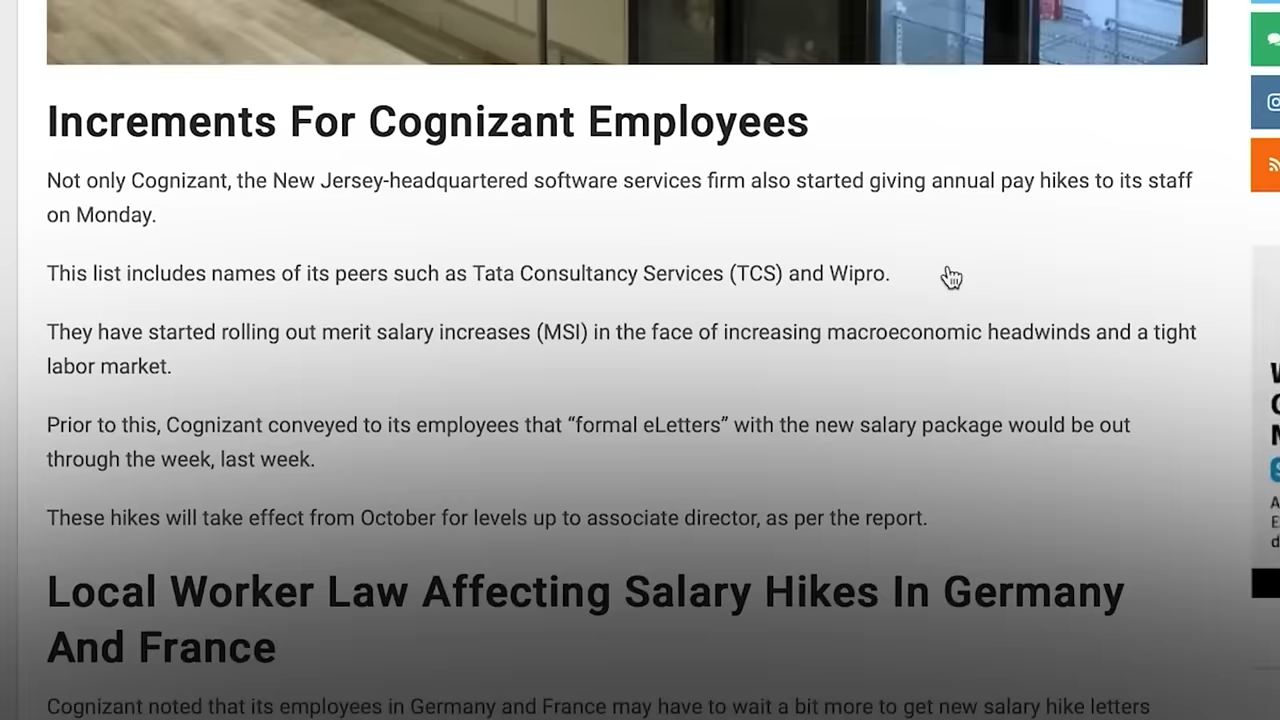 Increments For Cognizant Employees
Not only Cognizant, the New Jersey-headquartered software services firm also started giving annual pay hikes to its staff
on Monday.
This list includes names of its peers such as Tata Consultancy Services (TCS) and Wipro.
They have started rolling out merit salary increases (MSI) in the face of increasing macroeconomic headwinds and a tight
labor market.
Prior to this, Cognizant conveyed to its employees that “formal eLetters” with the new salary package would be out
through the week, last week.
These hikes will take effect from October for levels up to associate director, as per the report.
Local Worker Law Affecting Salary Hikes In Germany
And France
Cognizant noted that its employees in Germany and France may have to wait a bit more to get new salary hike letters